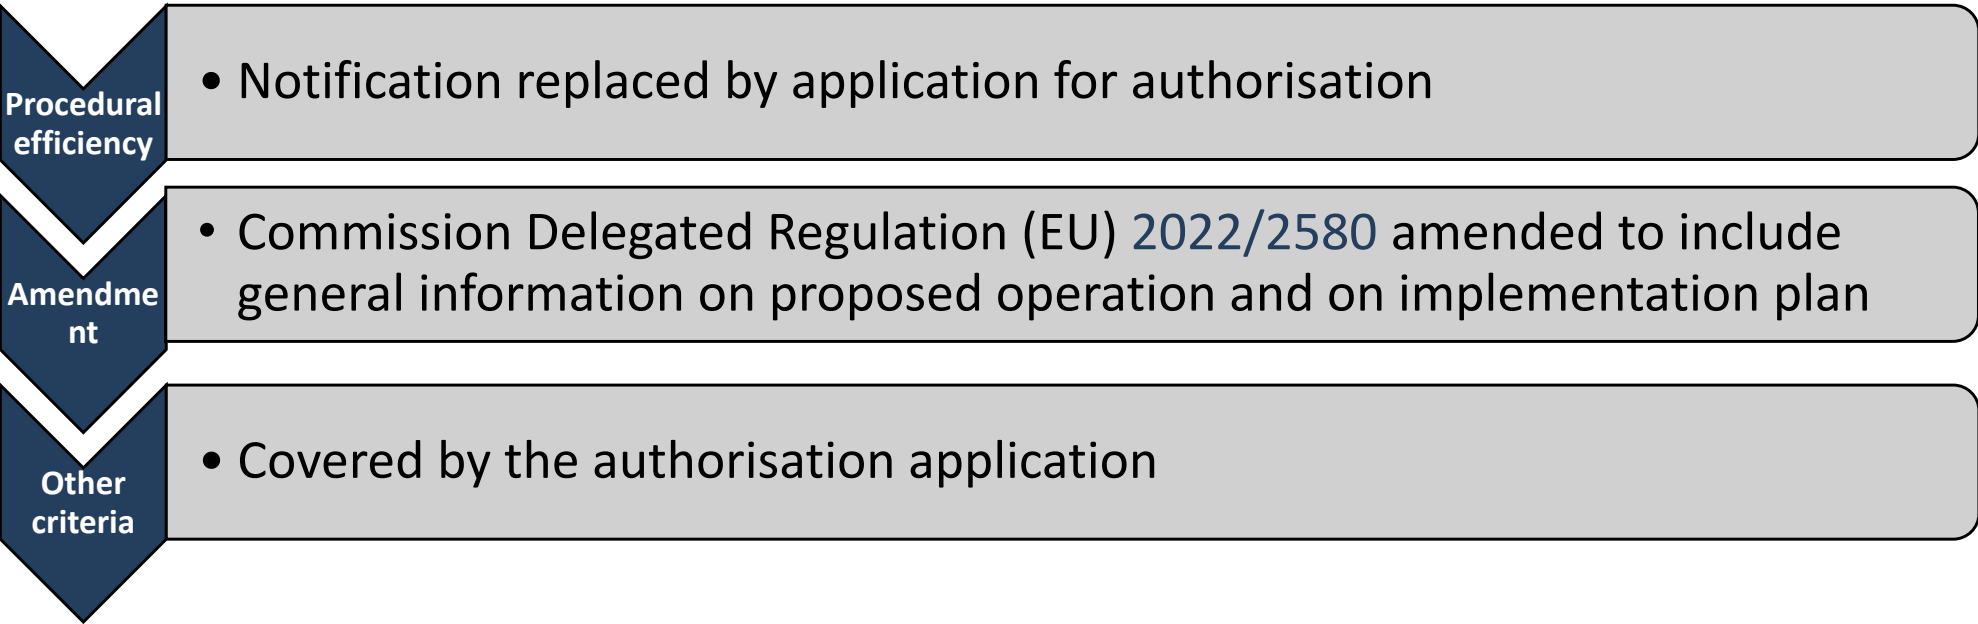 Procedural
efficiency
• Notification replaced by application for authorisation
Amendme
nt
• Commission Delegated Regulation (EU) 2022/2580 amended to include
general information on proposed operation and on implementation plan
Other
criteria
• Covered by the authorisation application